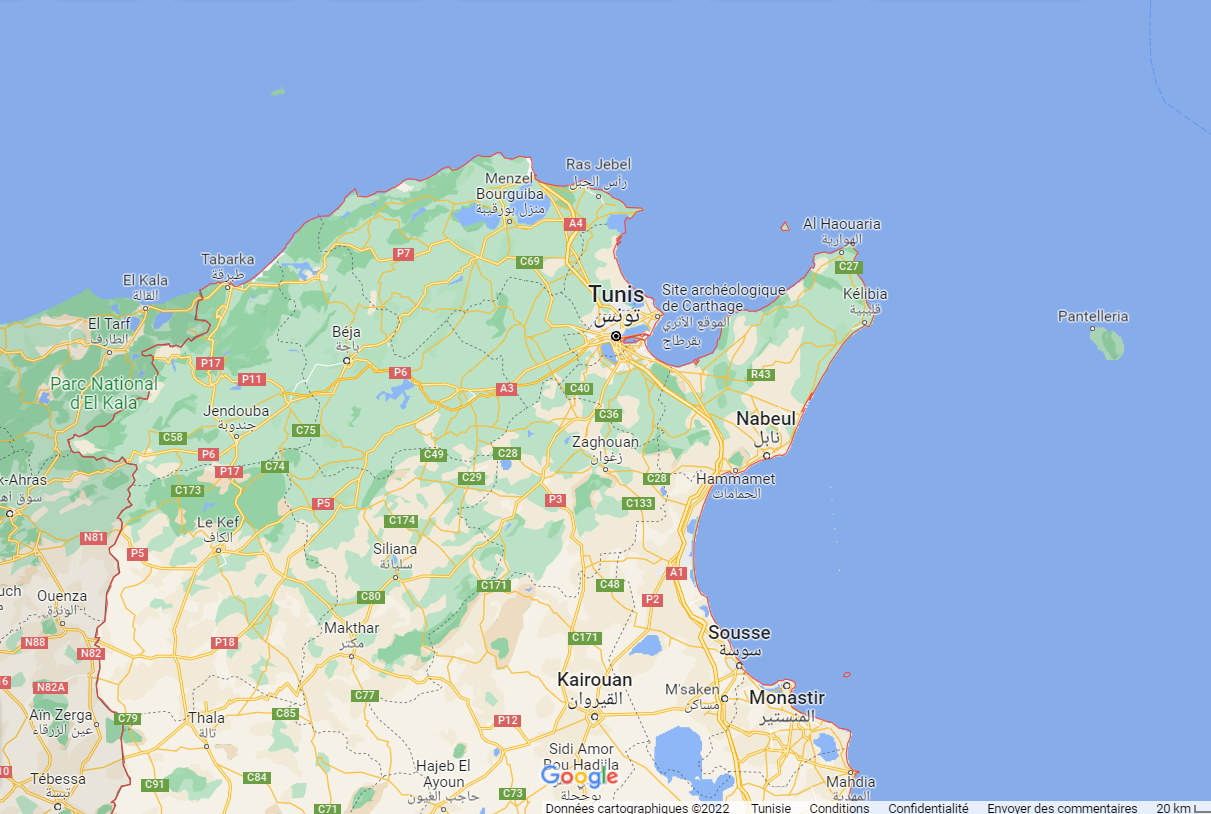 Ras Jebel
رأس الجبل
Menzel
Bourguiba
منزل بورقيبة
A4
Al Haouaria
الهوارية
P7
C69
C27
Tabarka
طبرقة
El Kala
القالة
Tunis
تونس
Site archéologique
de Carthage
الموقع الأثري
بقرطاج
Kélibia
قليبية
Pantelleria
El Tarf
الطارف
Béja
باجة
P17
P11
P6
A3
C40
R43
Parc National
d'El Kala
Jendouba
جندوبة
C36
Nabeul
نابل
C58
C75
Zaghouan
زغوان
P6
P17
C74
C49
C28
C29
C28
Hammamet
الحمامات
k-Ahras
سوق أه
C173
P5
P3
C133
Le Kef
الكاف
C174
N81
P5
Siliana
سليانة
A1
C171
C48
P2
uch
Ouenza
الونزة
C80
Makthar
مكثر
C171
Sousse
سوسة
N88
N82
P18
Kairouan
القيروان
M'saken
مساكن
Monastir
المنستير
6
N82A
C77
Aïn Zerga
عين الزرقاء
C79
Thala
تالة
C85
P12
Sidi Amor
Bou Hadjla
بوحجلة
Hajeb El
Ayoun
حاجب العيون
10
Tébessa
تبسة
C91
C84
C73
C71
Mahdia
المهدية
Google
Données cartographiques ©2022 Tunisie Conditions Confidentialité Envoyer des commentaires 20 km